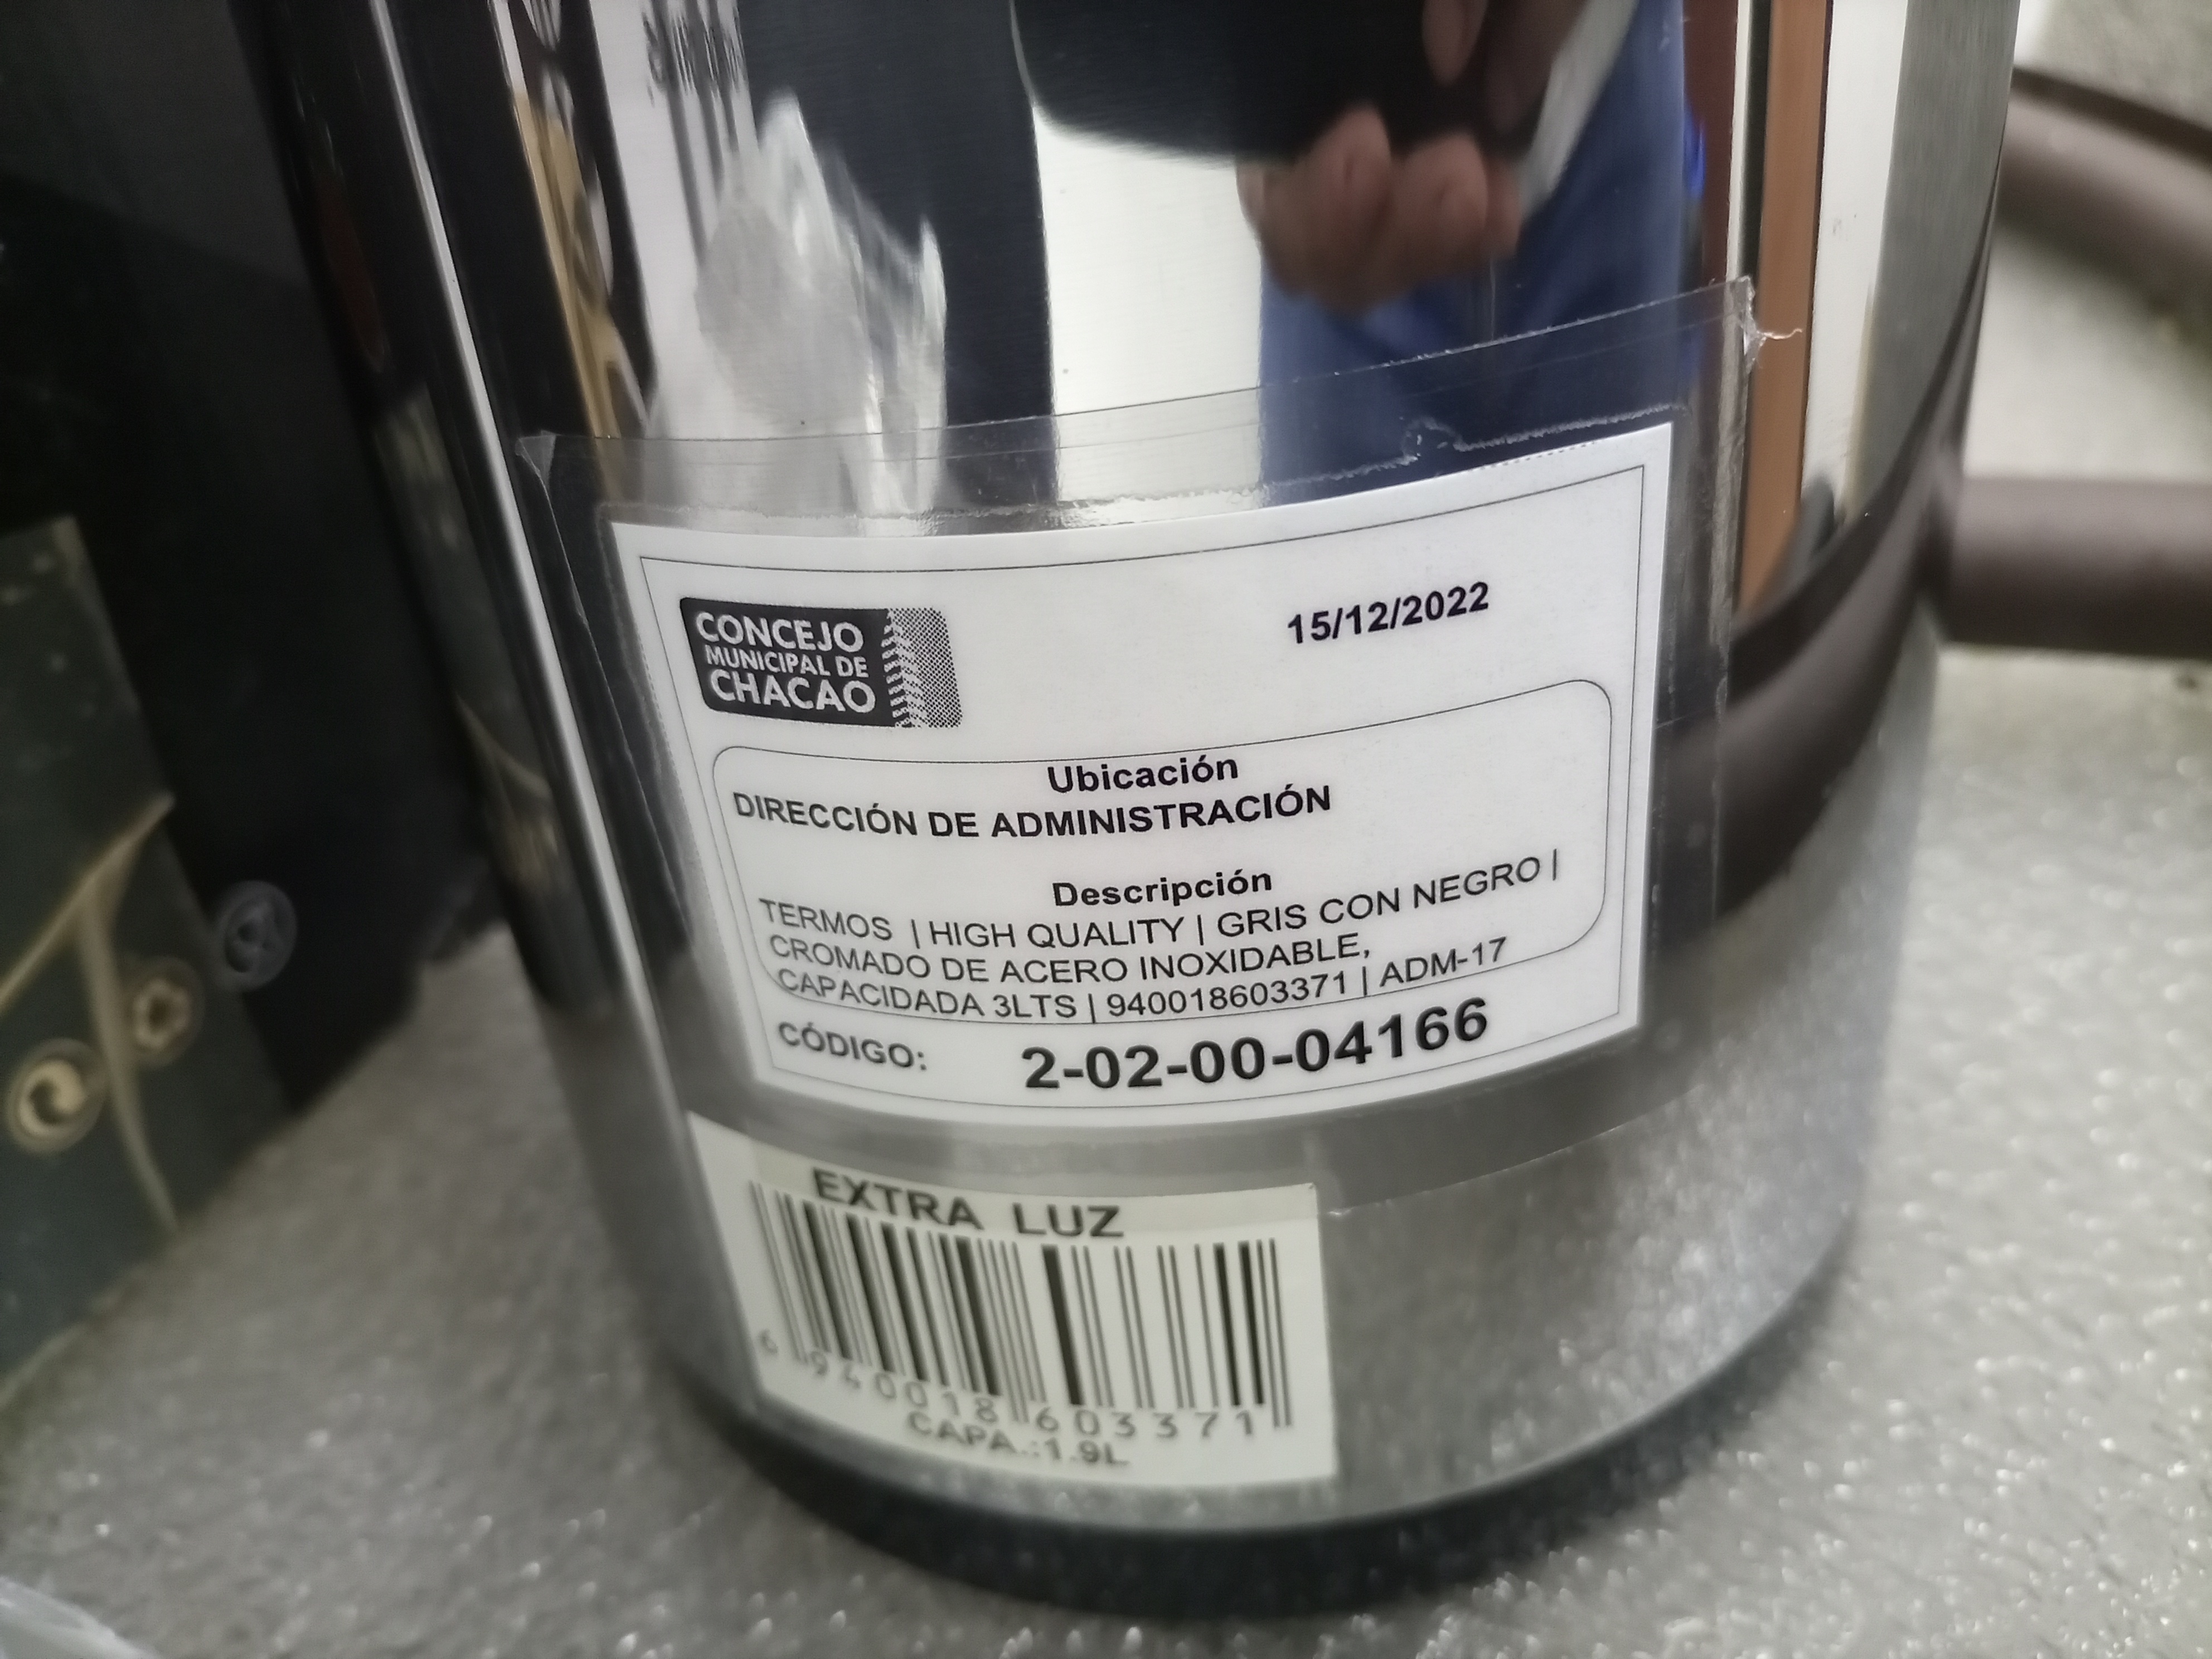 CONCEJO
MUNICIPAL DE
CHACAO
15/12/2022
Ubicación
DIRECCIÓN DE ADMINISTRACIÓN
Descripción
TERMOS | HIGH QUALITY | GRIS CON NEGRO |
CROMADO DE ACERO INOXIDABLE,
CAPACIDADA 3LTS | 940018603371 | ADM-17
CÓDIGO: 2-02-00-04166
EXTRA LUZ
6 940018 603371
CAPA.:1.9L